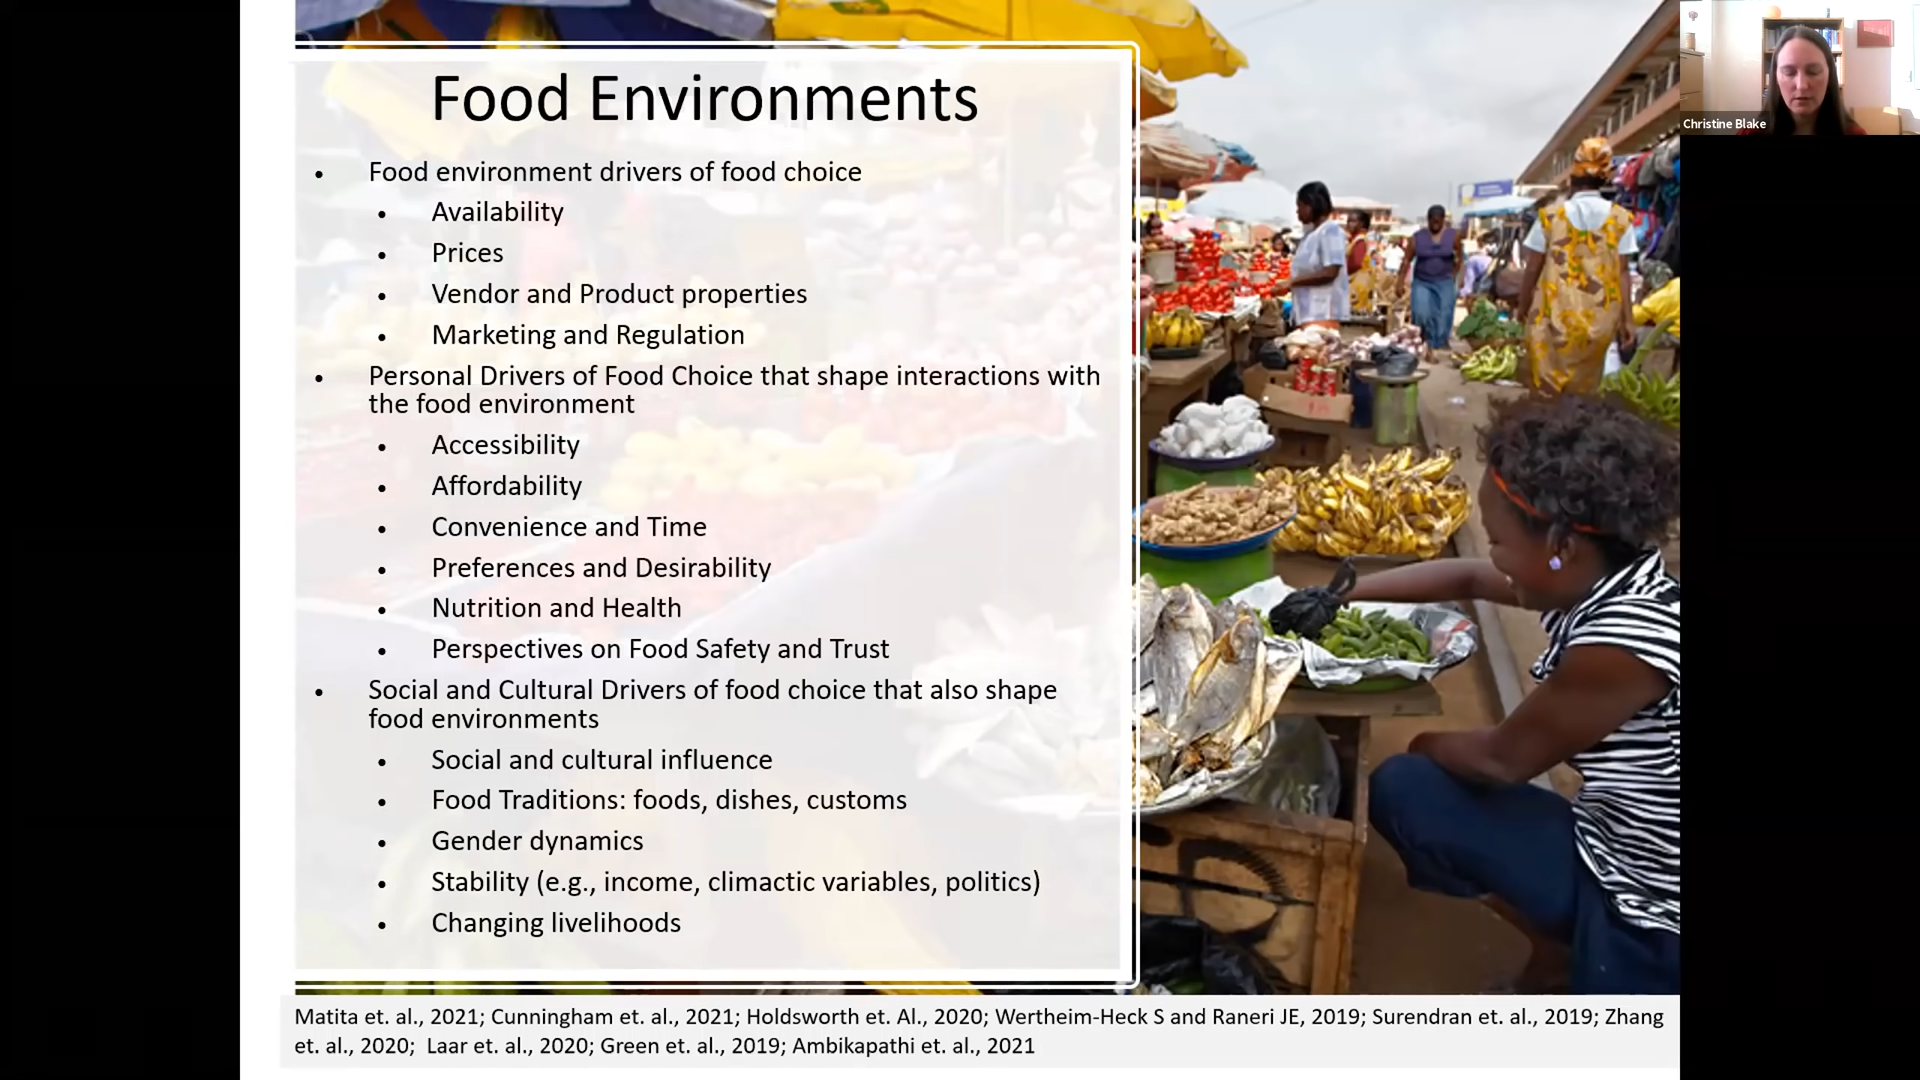 Food Environments
• Food environment drivers of food choice
• Availability
• Prices
• Vendor and Product properties
• Marketing and Regulation
• Personal Drivers of Food Choice that shape interactions with
the food environment
• Accessibility
• Affordability
• Convenience and Time
• Preferences and Desirability
• Nutrition and Health
• Perspectives on Food Safety and Trust
• Social and Cultural Drivers of food choice that also shape
food environments
• Social and cultural influence
• Food Traditions: foods, dishes, customs
• Gender dynamics
• Stability (e.g., income, climactic variables, politics)
• Changing livelihoods
Matita et. al., 2021; Cunningham et. al., 2021; Holdsworth et. Al., 2020; Wertheim-Heck S and Raneri JE, 2019; Surendran et. al., 2019; Zhang
et. al., 2020; Laar et. al., 2020; Green et. al., 2019; Ambikapathi et. al., 2021
Christine Blake